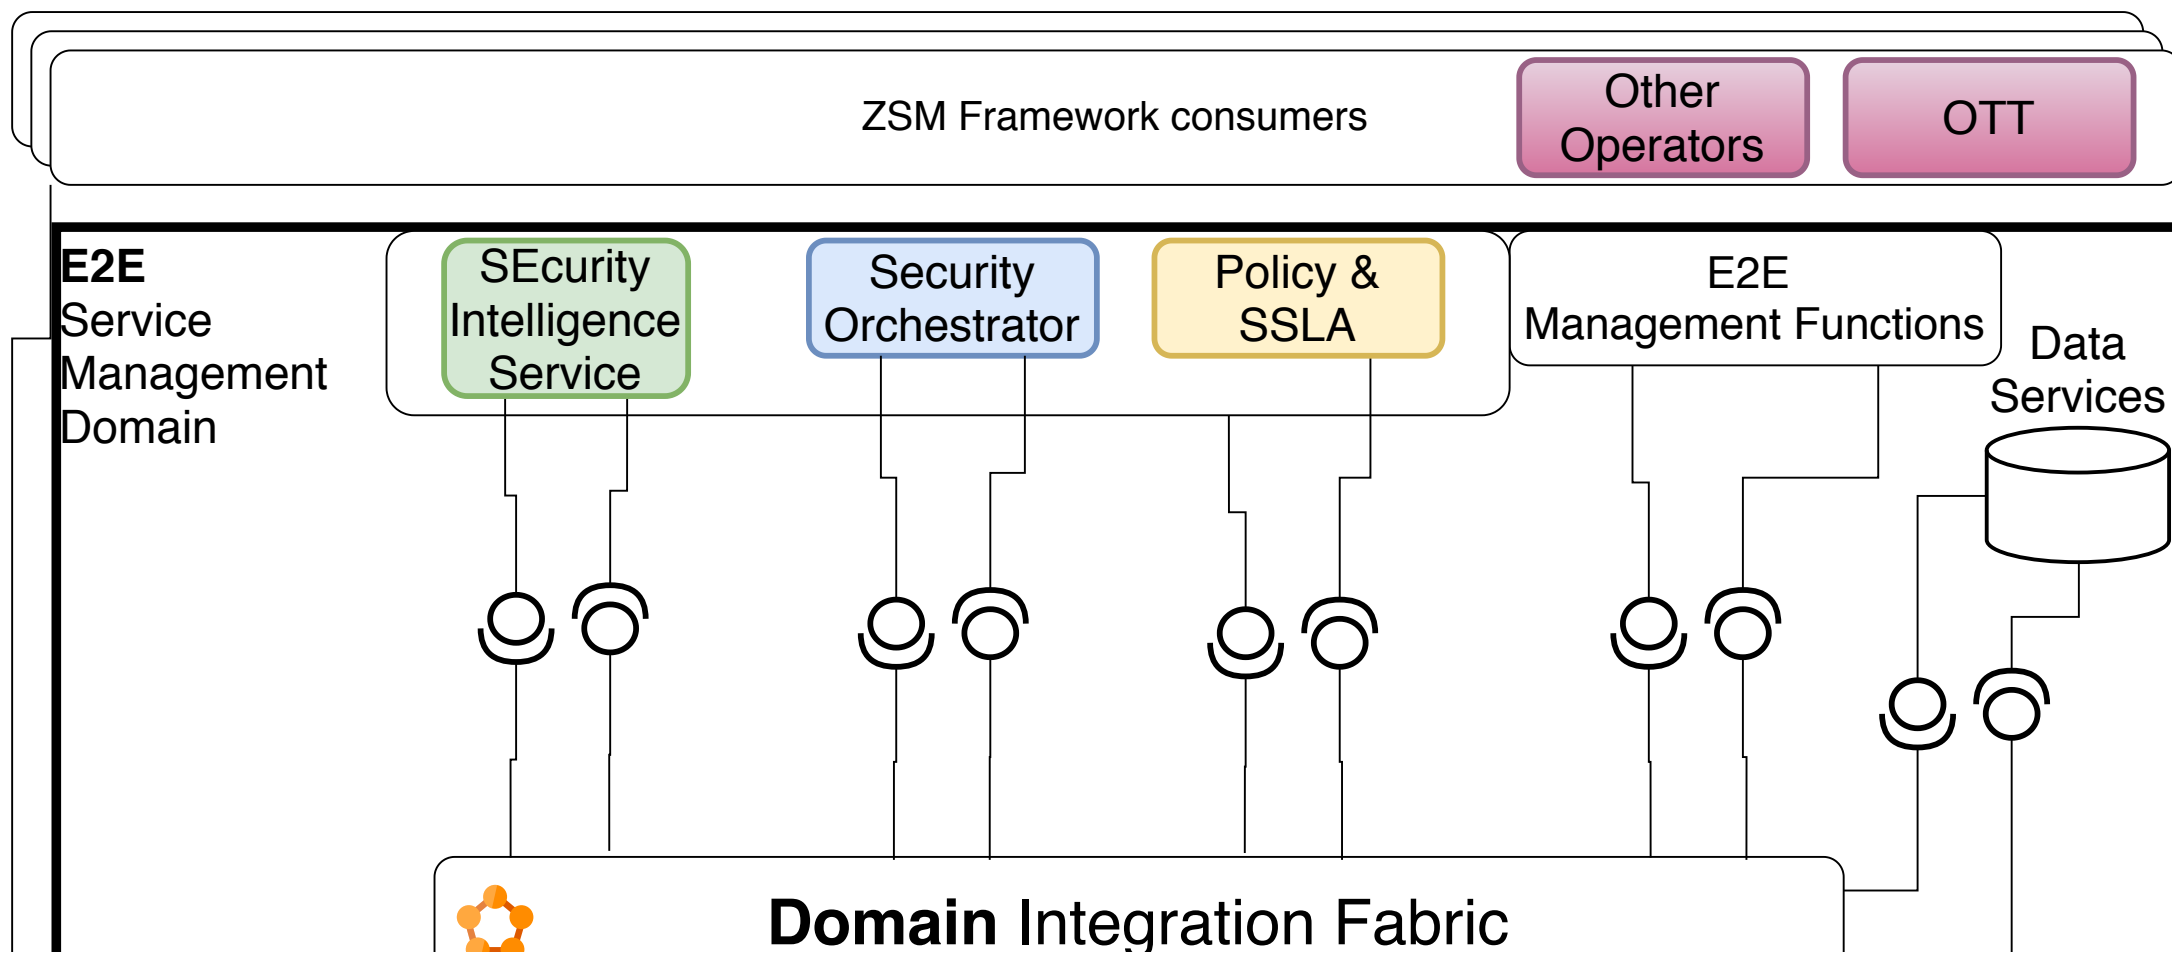 ZSM Framework consumers
Other
Operators
OTT
E2E
Service
Management
Domain
SEcurity
Intelligence
Service
Security
Orchestrator
Policy &
SSLA
E2E
Management Functions
Data
Services
Domain Integration Fabric